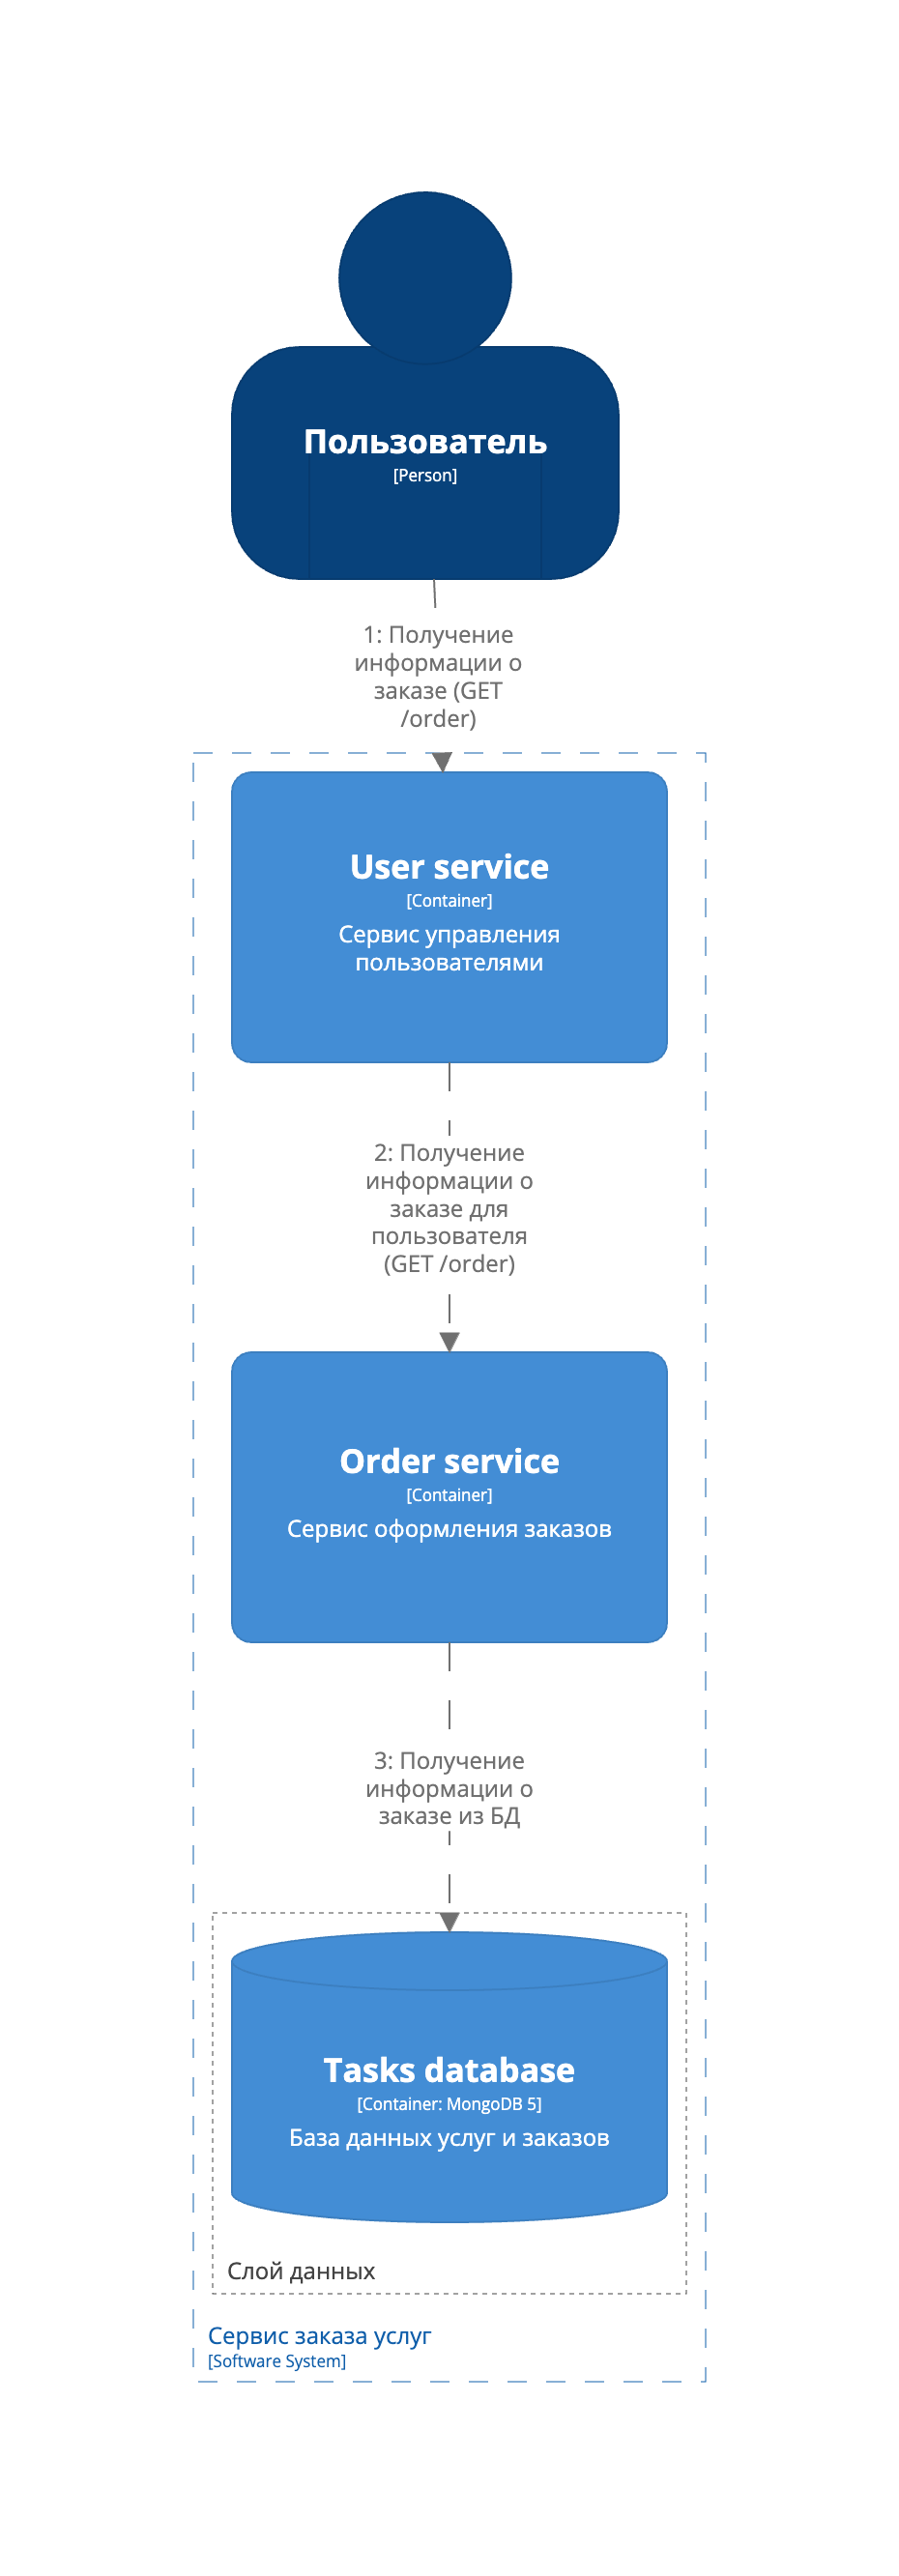 Пользователь
[Person]
1: Получение
информации о
заказе (GET
/order)
User service
[Container]
Сервис управления
пользователями
2: Получение
информации о
заказе для
пользователя
(GET /order)
Order service
[Container]
Сервис оформления заказов
3: Получение
информации о
заказе из БД
Tasks database
[Container: MongoDB 5]
База данных услуг и заказов
Слой данных
Сервис заказа услуг
[Software System]